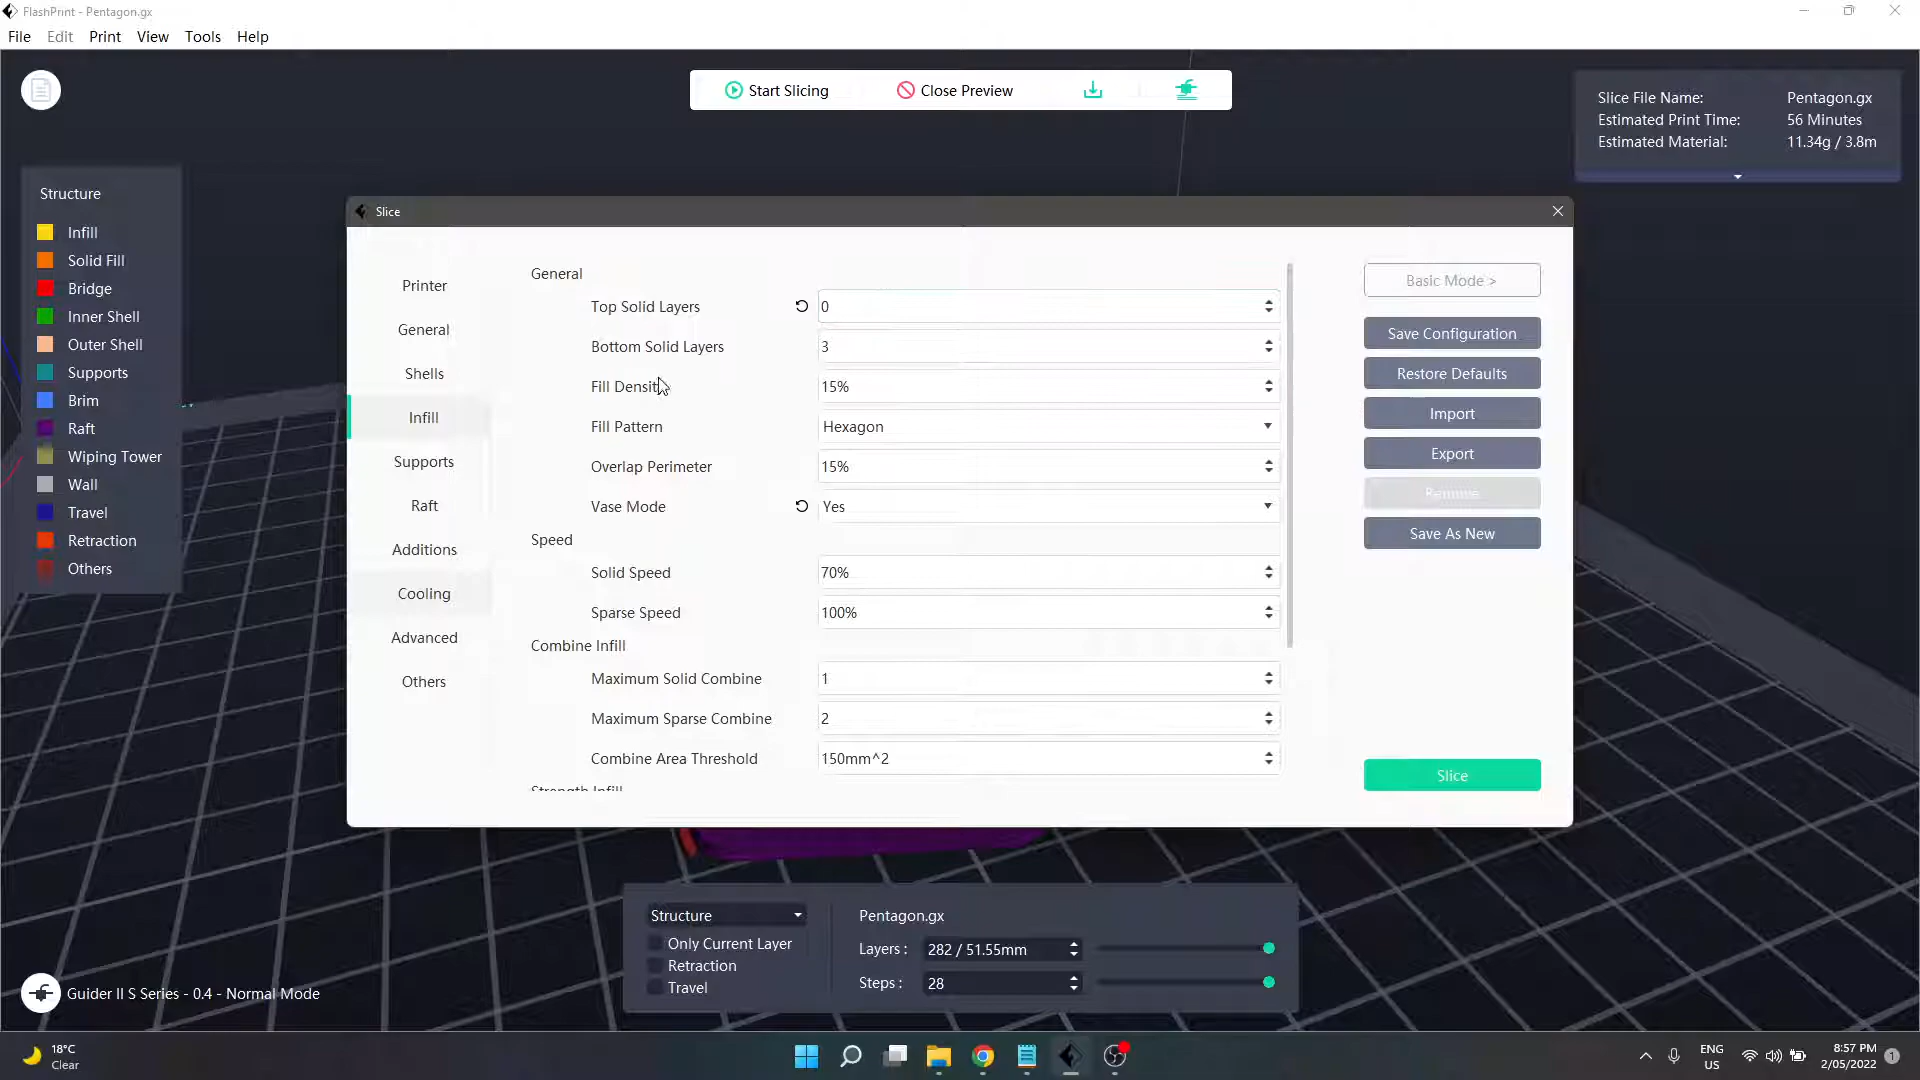 FlashPrint - Pentagon.gx
File Edit Print View Tools Help
Start Slicing Close Preview
Slice File Name: Pentagon.gx
Estimated Print Time: 56 Minutes
Estimated Material: 11.34g / 3.8m
Structure
Infill
Solid Fill
Bridge
Inner Shell
Outer Shell
Supports
Brim
Raft
Wiping Tower
Wall
Travel
Retraction
Others
Slice
Printer
General
Shells
Infill
Supports
Raft
Additions
Cooling
Advanced
Others
General
Top Solid Layers 0
Bottom Solid Layers 3
Fill Density 15%
Fill Pattern Hexagon
Overlap Perimeter 15%
Vase Mode Yes
Speed
Solid Speed 70%
Sparse Speed 100%
Combine Infill
Maximum Solid Combine 1
Maximum Sparse Combine 2
Combine Area Threshold 150mm^2
Strength Infill
Basic Mode >
Save Configuration
Restore Defaults
Import
Export
Remove
Save As New
Slice
Structure
Only Current Layer
Retraction
Travel
Pentagon.gx
Layers : 282 / 51.55mm
Steps : 28
Guider II S Series - 0.4 - Normal Mode
18°C
Clear
ENG
US
8:57 PM
2/05/2022
1